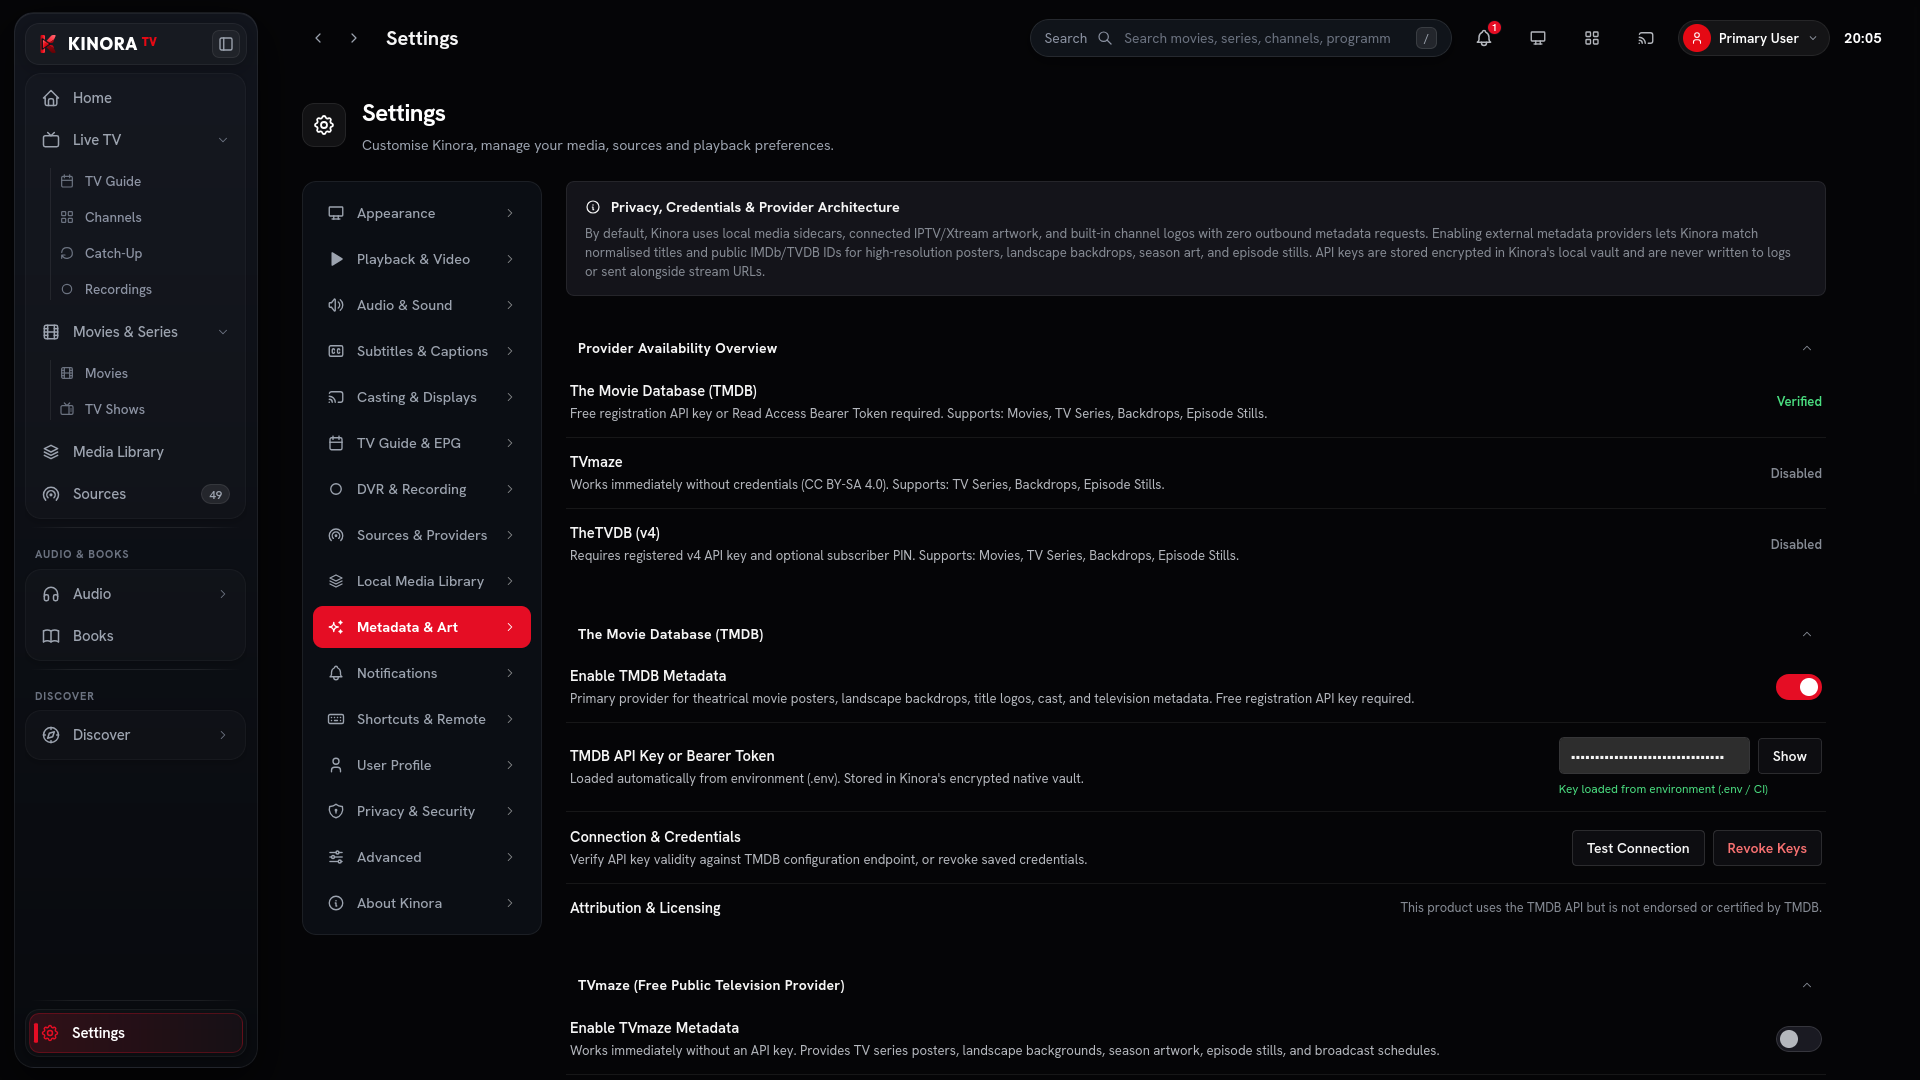 KINORA TV
Home
Live TV
TV Guide
Channels
Catch-Up
Recordings
Movies & Series
Movies
TV Shows
Media Library
Sources 49
AUDIO & BOOKS
Audio
Books
DISCOVER
Discover
Settings
Settings
Search Search movies, series, channels, programm /
1
Primary User
20:05
Settings
Customise Kinora, manage your media, sources and playback preferences.
Appearance
Playback & Video
Audio & Sound
Subtitles & Captions
Casting & Displays
TV Guide & EPG
DVR & Recording
Sources & Providers
Local Media Library
Metadata & Art
Notifications
Shortcuts & Remote
User Profile
Privacy & Security
Advanced
About Kinora
Privacy, Credentials & Provider Architecture
By default, Kinora uses local media sidecars, connected IPTV/Xtream artwork, and built-in channel logos with zero outbound metadata requests. Enabling external metadata providers lets Kinora match
normalised titles and public IMDb/TVDB IDs for high-resolution posters, landscape backdrops, season art, and episode stills. API keys are stored encrypted in Kinora's local vault and are never written to logs
or sent alongside stream URLs.
Provider Availability Overview
The Movie Database (TMDB)
Free registration API key or Read Access Bearer Token required. Supports: Movies, TV Series, Backdrops, Episode Stills.
Verified
TVmaze
Works immediately without credentials (CC BY-SA 4.0). Supports: TV Series, Backdrops, Episode Stills.
Disabled
TheTVDB (v4)
Requires registered v4 API key and optional subscriber PIN. Supports: Movies, TV Series, Backdrops, Episode Stills.
Disabled
The Movie Database (TMDB)
Enable TMDB Metadata
Primary provider for theatrical movie posters, landscape backdrops, title logos, cast, and television metadata. Free registration API key required.
TMDB API Key or Bearer Token
Loaded automatically from environment (.env). Stored in Kinora's encrypted native vault.
Show
Key loaded from environment (.env / CI)
Connection & Credentials
Verify API key validity against TMDB configuration endpoint, or revoke saved credentials.
Test Connection
Revoke Keys
Attribution & Licensing
This product uses the TMDB API but is not endorsed or certified by TMDB.
TVmaze (Free Public Television Provider)
Enable TVmaze Metadata
Works immediately without an API key. Provides TV series posters, landscape backgrounds, season artwork, episode stills, and broadcast schedules.